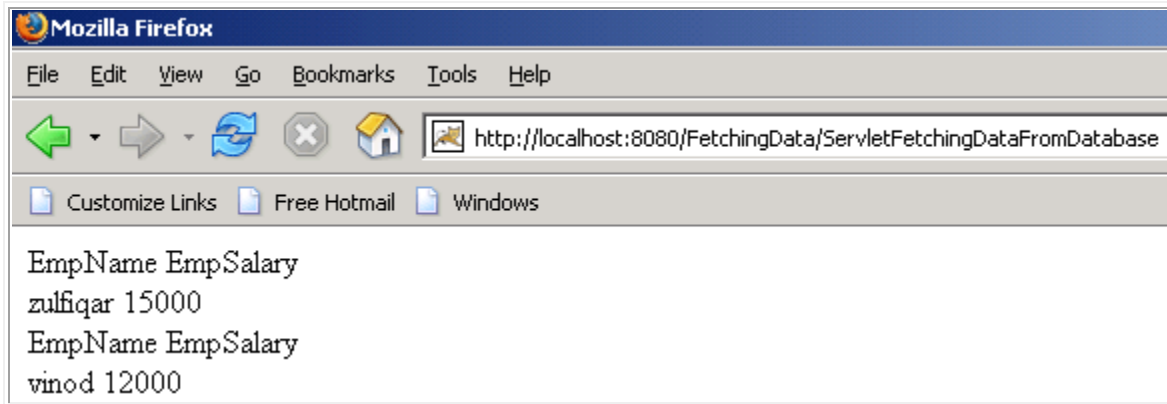 Mozilla Firefox
File Edit View Go Bookmarks Tools Help
http://localhost:8080/FetchingData/ServletFetchingDataFromDatabase
Customize Links Free Hotmail Windows
EmpName EmpSalary
zulfiqar 15000
EmpName EmpSalary
vinod 12000